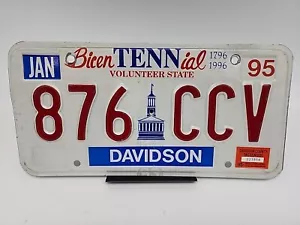 JAN BicenTENNial 1796 95
VOLUNTEER STATE 1996
876 CCV
DAVIDSON